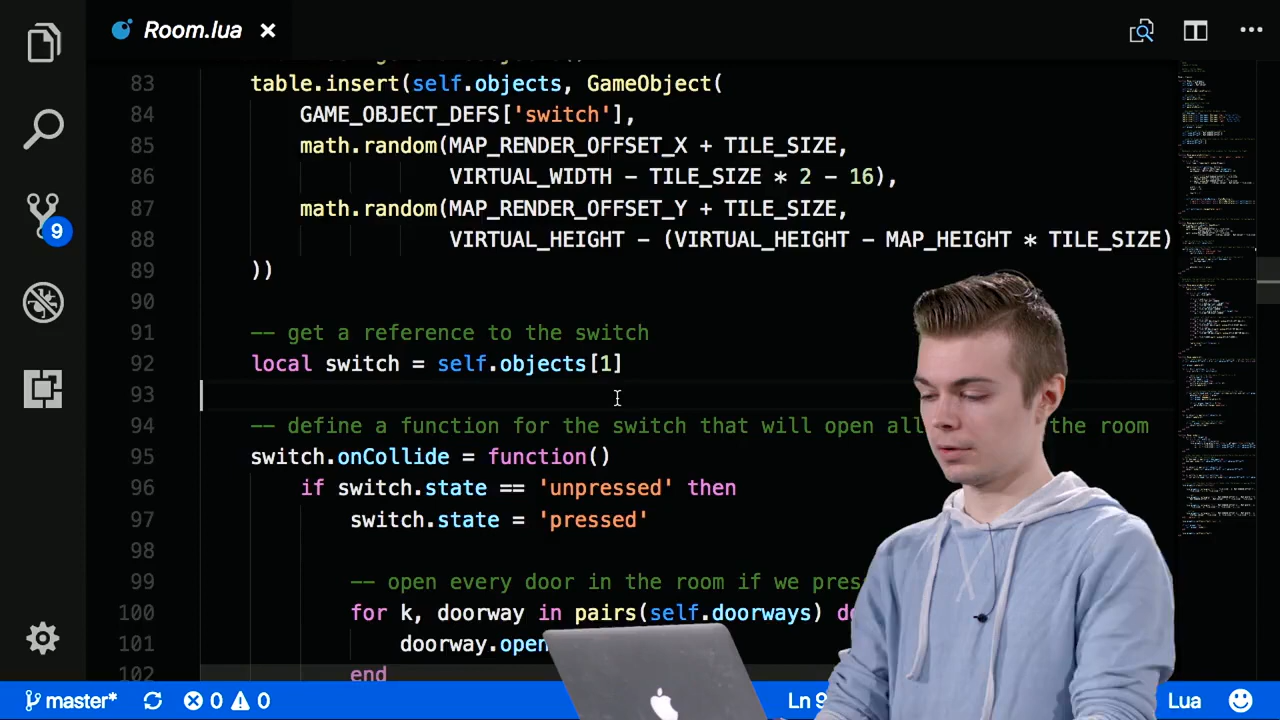 Room.lua
83 table.insert(self.objects, GameObject(
84 GAME_OBJECT_DEFS['switch'],
85 math.random(MAP_RENDER_OFFSET_X + TILE_SIZE,
86 VIRTUAL_WIDTH - TILE_SIZE * 2 - 16),
87 math.random(MAP_RENDER_OFFSET_Y + TILE_SIZE,
88 VIRTUAL_HEIGHT - (VIRTUAL_HEIGHT - MAP_HEIGHT * TILE_SIZE)
89 ))
90
91 -- get a reference to the switch
92 local switch = self.objects[1]
93
94 -- define a function for the switch that will open all the room
95 switch.onCollide = function()
96 if switch.state == 'unpressed' then
97 switch.state = 'pressed'
98
99 -- open every door in the room if we
100 for k, doorway in pairs(self.doorways)
101 doorway.open
102 end
9
master* 0 0 Ln Lua